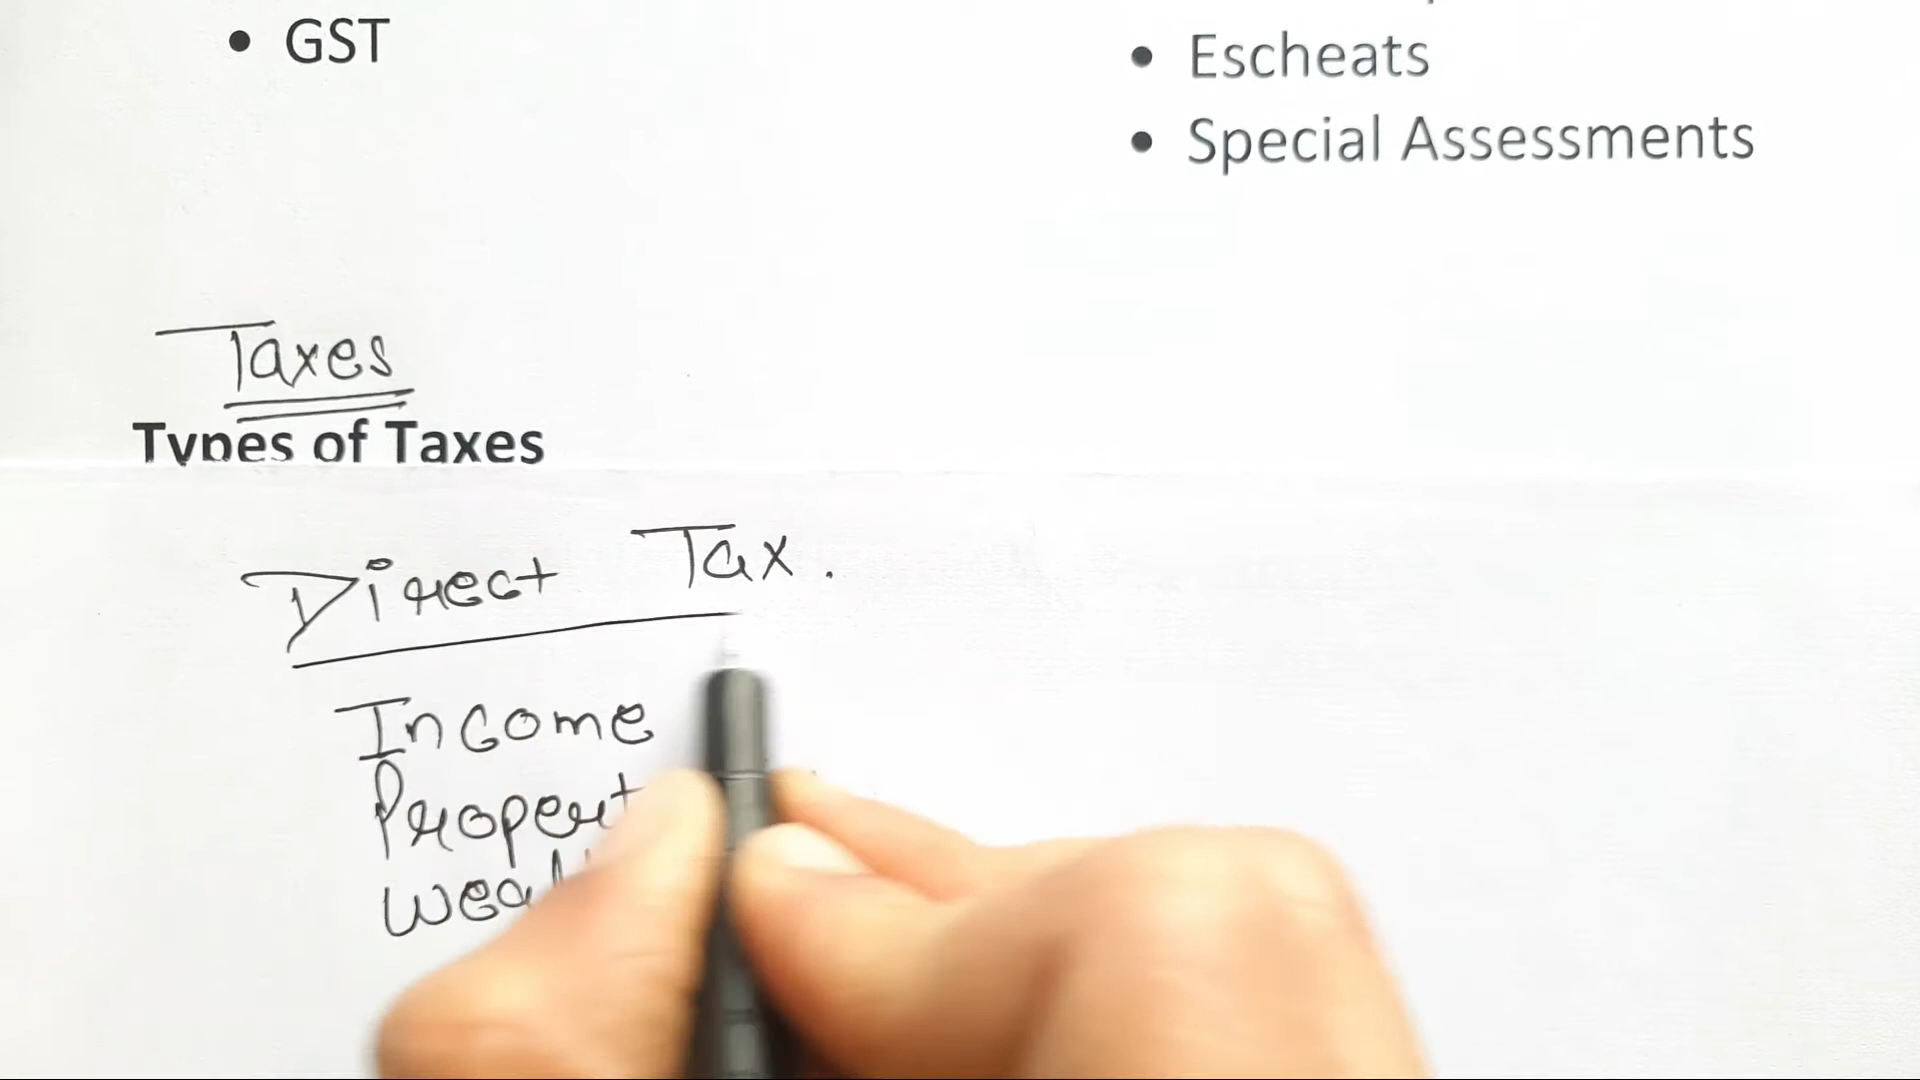 GST
Escheats
Special Assessments
Taxes
Types of Taxes
Direct Tax.
Income